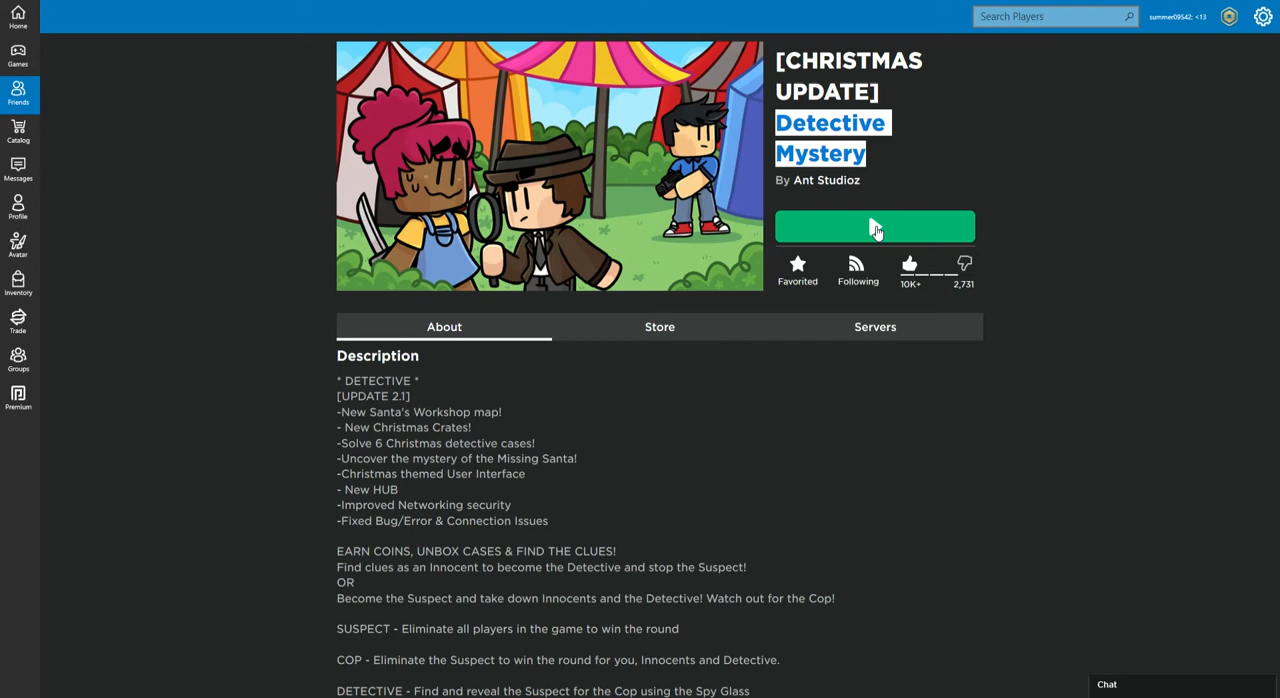 Home
Games
Friends
Catalog
Messages
Profile
Avatar
Inventory
Trade
Groups
Premium
Search Players
summer09542: <13
[CHRISTMAS
UPDATE]
Detective
Mystery
By Ant Studioz
Favorited
Following
10K+
2,731
About
Store
Servers
Description
* DETECTIVE *
[UPDATE 2.1]
-New Santa's Workshop map!
- New Christmas Crates!
-Solve 6 Christmas detective cases!
-Uncover the mystery of the Missing Santa!
-Christmas themed User Interface
- New HUB
-Improved Networking security
-Fixed Bug/Error & Connection Issues
EARN COINS, UNBOX CASES & FIND THE CLUES!
Find clues as an Innocent to become the Detective and stop the Suspect!
OR
Become the Suspect and take down Innocents and the Detective! Watch out for the Cop!
SUSPECT - Eliminate all players in the game to win the round
COP - Eliminate the Suspect to win the round for you, Innocents and Detective.
DETECTIVE - Find and reveal the Suspect for the Cop using the Spy Glass
Chat